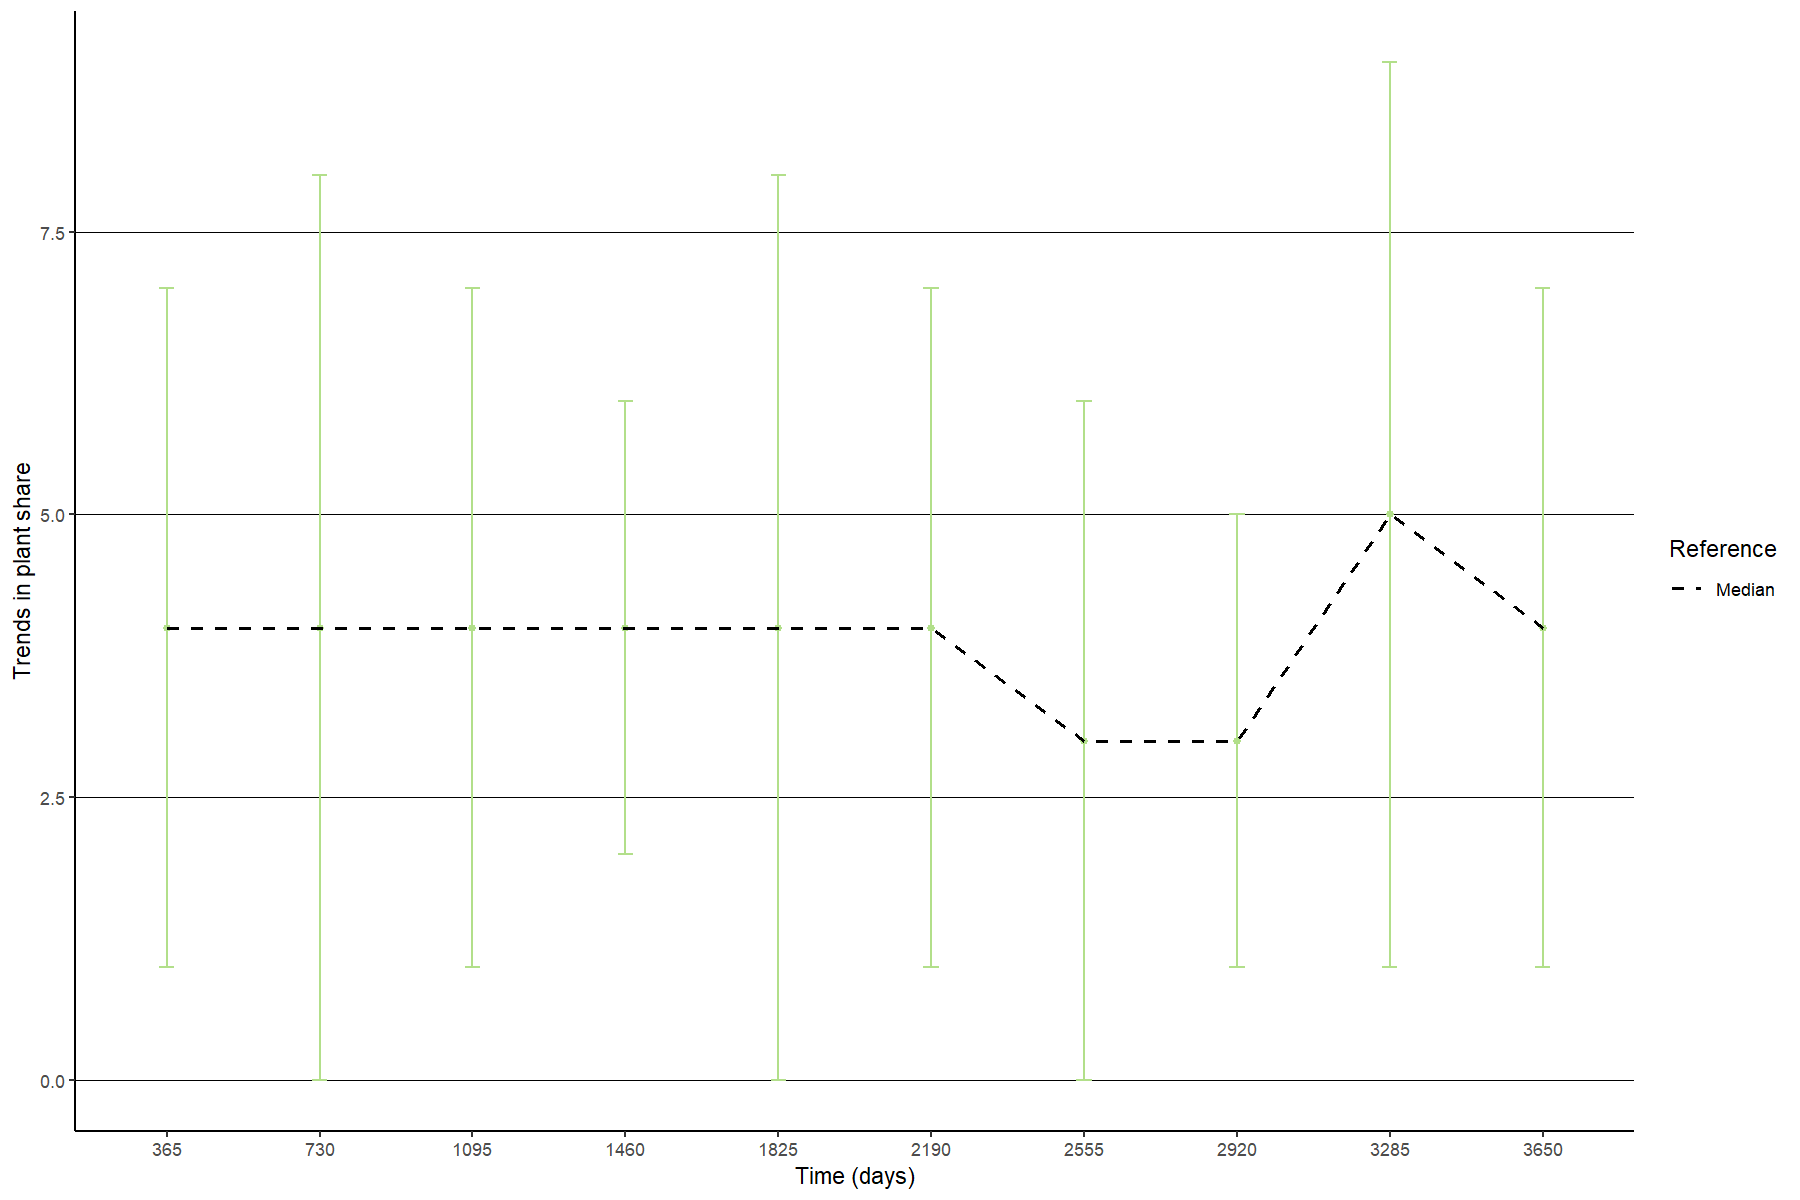 Trends in plant share
7.5
5.0
2.5
0.0
365 730 1095 1460 1825 2190 2555 2920 3285 3650
Time (days)
Reference
Median